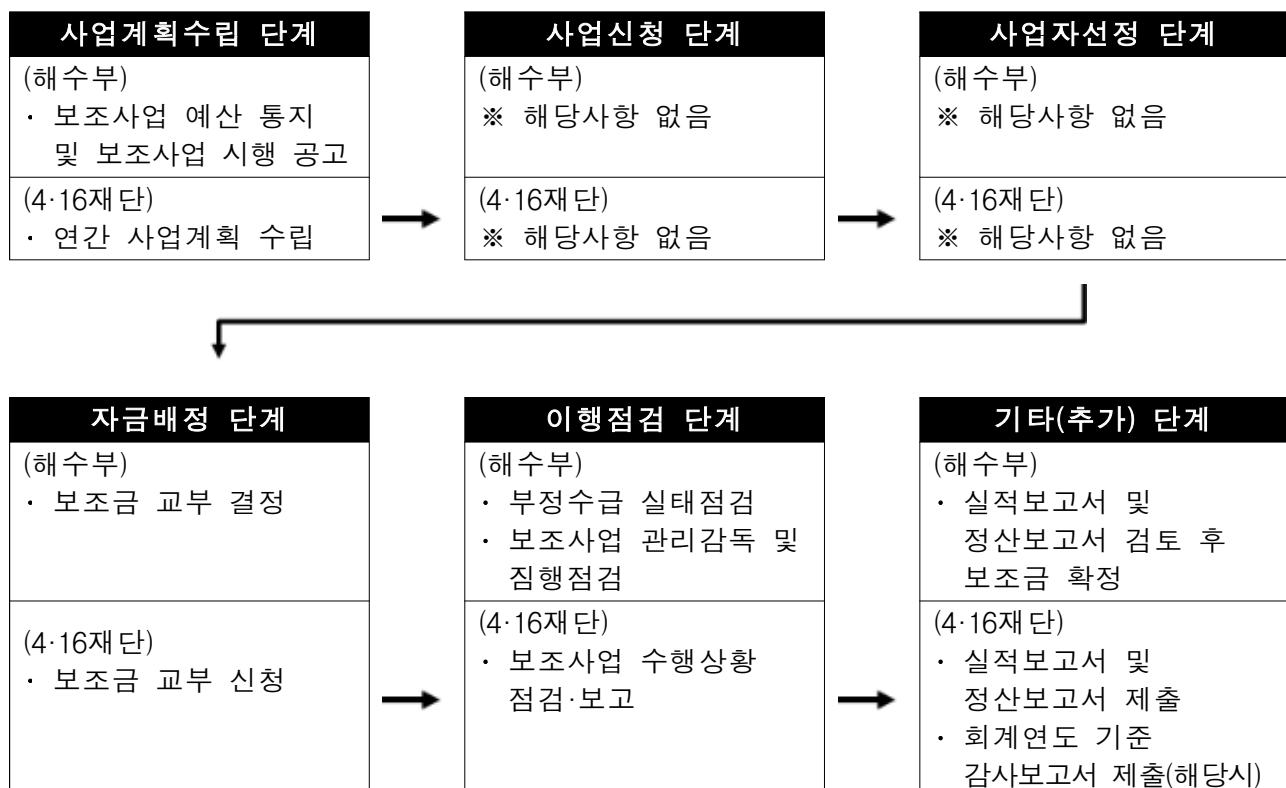 사업계획수립 단계
(해수부)
· 보조사업 예산 통지
및 보조사업 시행 공고
(4·16재단)
· 연간 사업계획 수립
사업신청 단계
(해수부)
※ 해당사항 없음
(4·16재단)
※ 해당사항 없음
사업자선정 단계
(해수부)
※ 해당사항 없음
(4·16재단)
※ 해당사항 없음
자금배정 단계
(해수부)
· 보조금 교부 결정
(4·16재단)
· 보조금 교부 신청
이행점검 단계
(해수부)
· 부정수급 실태점검
· 보조사업 관리감독 및
짐행점검
(4·16재단)
· 보조사업 수행상황
점검·보고
기타(추가) 단계
(해수부)
· 실적보고서 및
정산보고서 검토 후
보조금 확정
(4·16재단)
· 실적보고서 및
정산보고서 제출
· 회계연도 기준
감사보고서 제출(해당시)